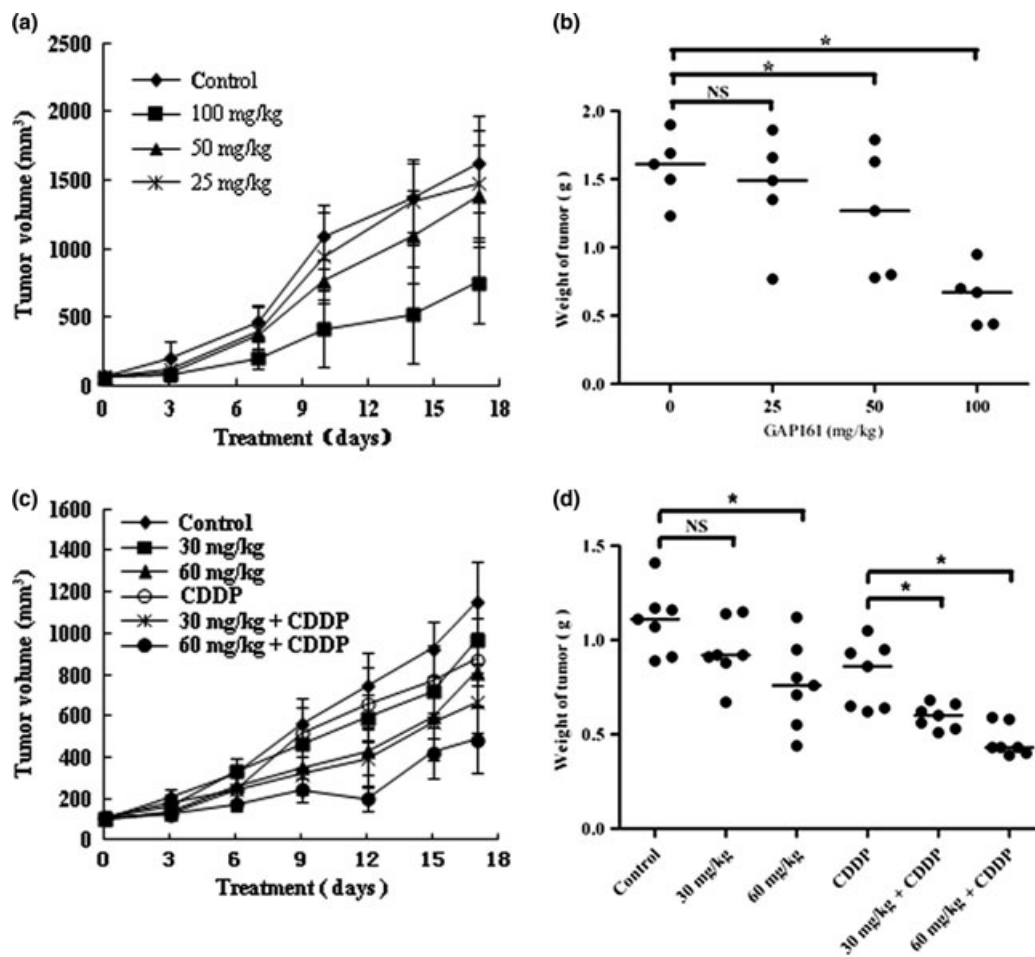 (a)
2500
2000
1500
1000
500
0
Tumor volume (mm³)
Control
100 mg/kg
50 mg/kg
25 mg/kg
0 3 6 9 12 15 18
Treatment (days)
(b)
*
*
NS
2.0
1.5
1.0
0.5
0.0
Weight of tumor (g)
0 25 50 100
GAP161 (mg/kg)
(c)
1600
1400
1200
1000
800
600
400
200
0
Tumor volume (mm³)
Control
30 mg/kg
60 mg/kg
CDDP
30 mg/kg + CDDP
60 mg/kg + CDDP
0 3 6 9 12 15 18
Treatment (days)
(d)
*
NS
*
*
1.5
1.0
0.5
0.0
Weight of tumor (g)
Control
30 mg/kg
60 mg/kg
CDDP
30 mg/kg + CDDP
60 mg/kg + CDDP